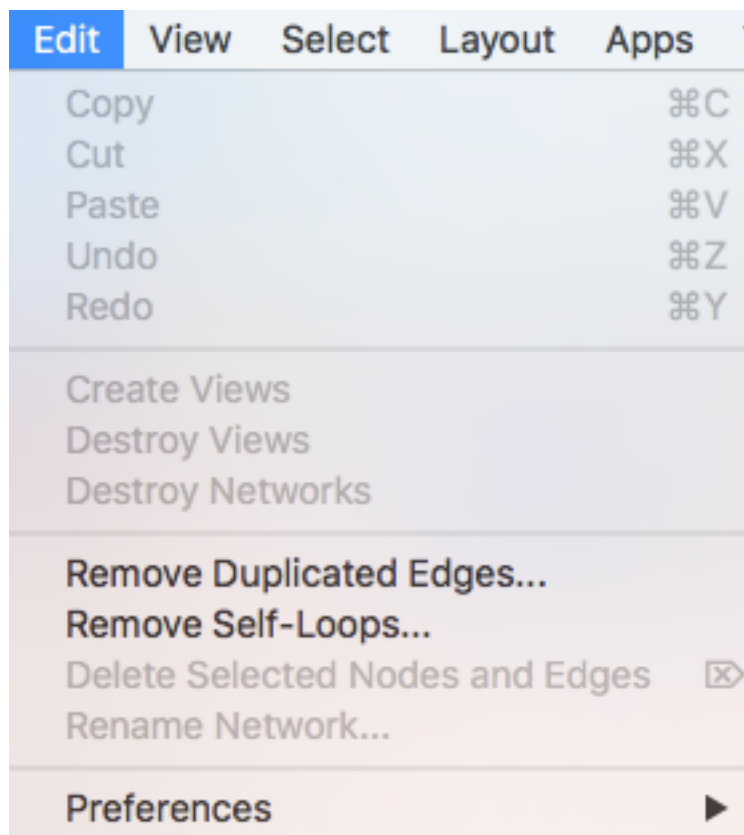 Edit View Select Layout Apps
Copy ⌘C
Cut ⌘X
Paste ⌘V
Undo ⌘Z
Redo ⌘Y
Create Views
Destroy Views
Destroy Networks
Remove Duplicated Edges...
Remove Self-Loops...
Delete Selected Nodes and Edges ⌦
Rename Network...
Preferences ▶